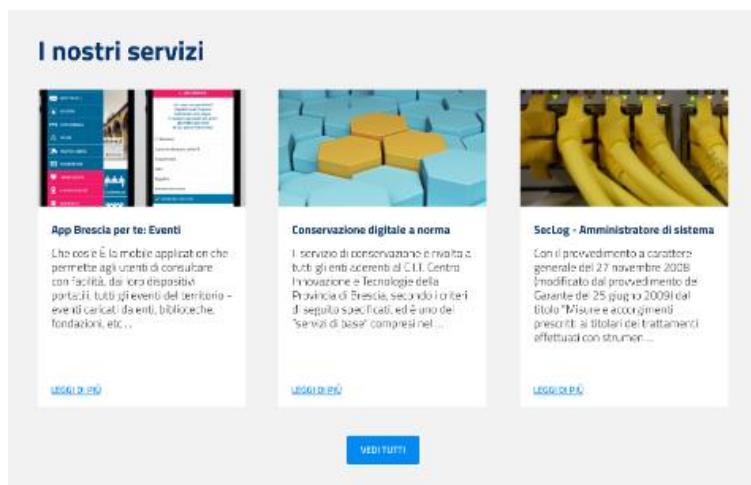 I nostri servizi
App Brescia per te: Eventi
Che cos'è È la mobile application che
permette agli utenti di consultare
con facilità, dai loro dispositivi
portatili, tutti gli eventi del territorio –
eventi caricati da enti, biblioteche,
fondazioni, etc ...
LEGGI DI PIÙ
Conservazione digitale a norma
Il servizio di conservazione è rivolto a
tutti gli enti aderenti al C.I.T. Centro
Innovazione e Tecnologie della
Provincia di Brescia, secondo i criteri
di seguito specificati, ed è uno dei
"servizi di base" compresi nel ...
LEGGI DI PIÙ
SecLog - Amministratore di sistema
Con il provvedimento a carattere
generale del 27 novembre 2008
(modificato dal provvedimento del
Garante del 25 giugno 2009) dal
titolo "Misure e accorgimenti
prescritti ai titolari dei trattamenti
effettuati con strumen ...
LEGGI DI PIÙ
VEDI TUTTI